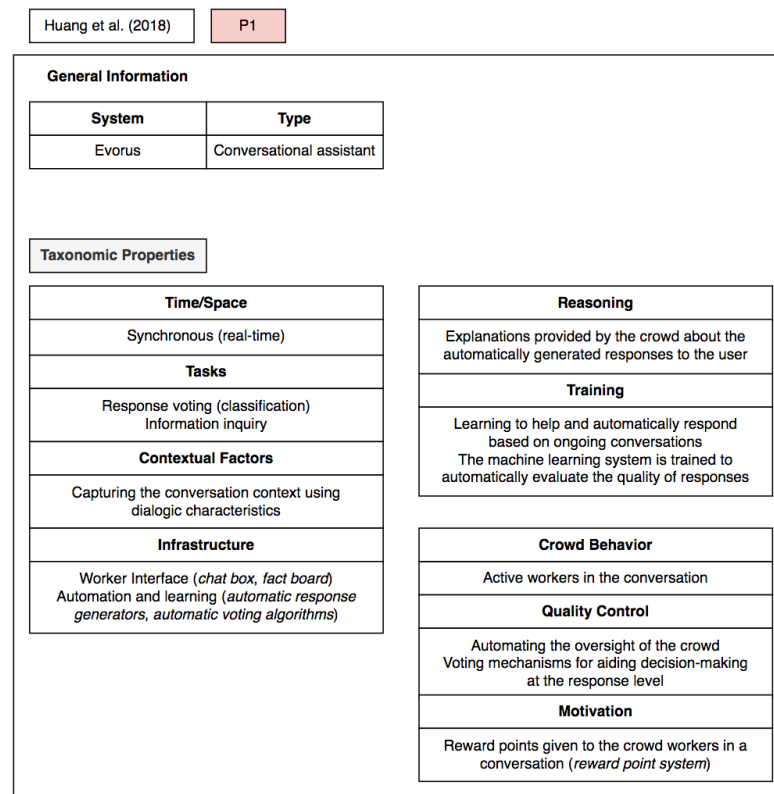 Huang et al. (2018)
P1
General Information
System
Type
Evorus
Conversational assistant
Taxonomic Properties
Time/Space
Synchronous (real-time)
Tasks
Response voting (classification)
Information inquiry
Contextual Factors
Capturing the conversation context using
dialogic characteristics
Infrastructure
Worker Interface (chat box, fact board)
Automation and learning (automatic response
generators, automatic voting algorithms)
Reasoning
Explanations provided by the crowd about the
automatically generated responses to the user
Training
Learning to help and automatically respond
based on ongoing conversations
The machine learning system is trained to
automatically evaluate the quality of responses
Crowd Behavior
Active workers in the conversation
Quality Control
Automating the oversight of the crowd
Voting mechanisms for aiding decision-making
at the response level
Motivation
Reward points given to the crowd workers in a
conversation (reward point system)